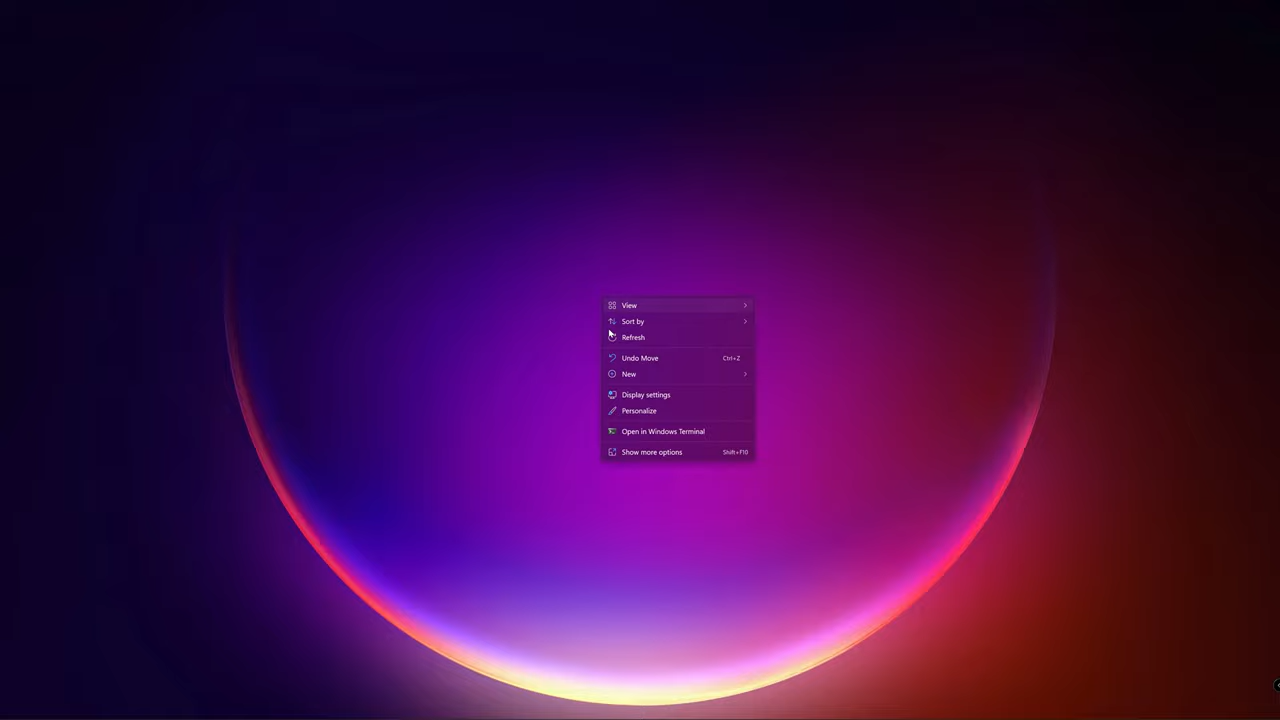 View
Sort by
Refresh
Undo Move Ctrl+Z
New
Display settings
Personalize
Open in Windows Terminal
Show more options Shift+F10